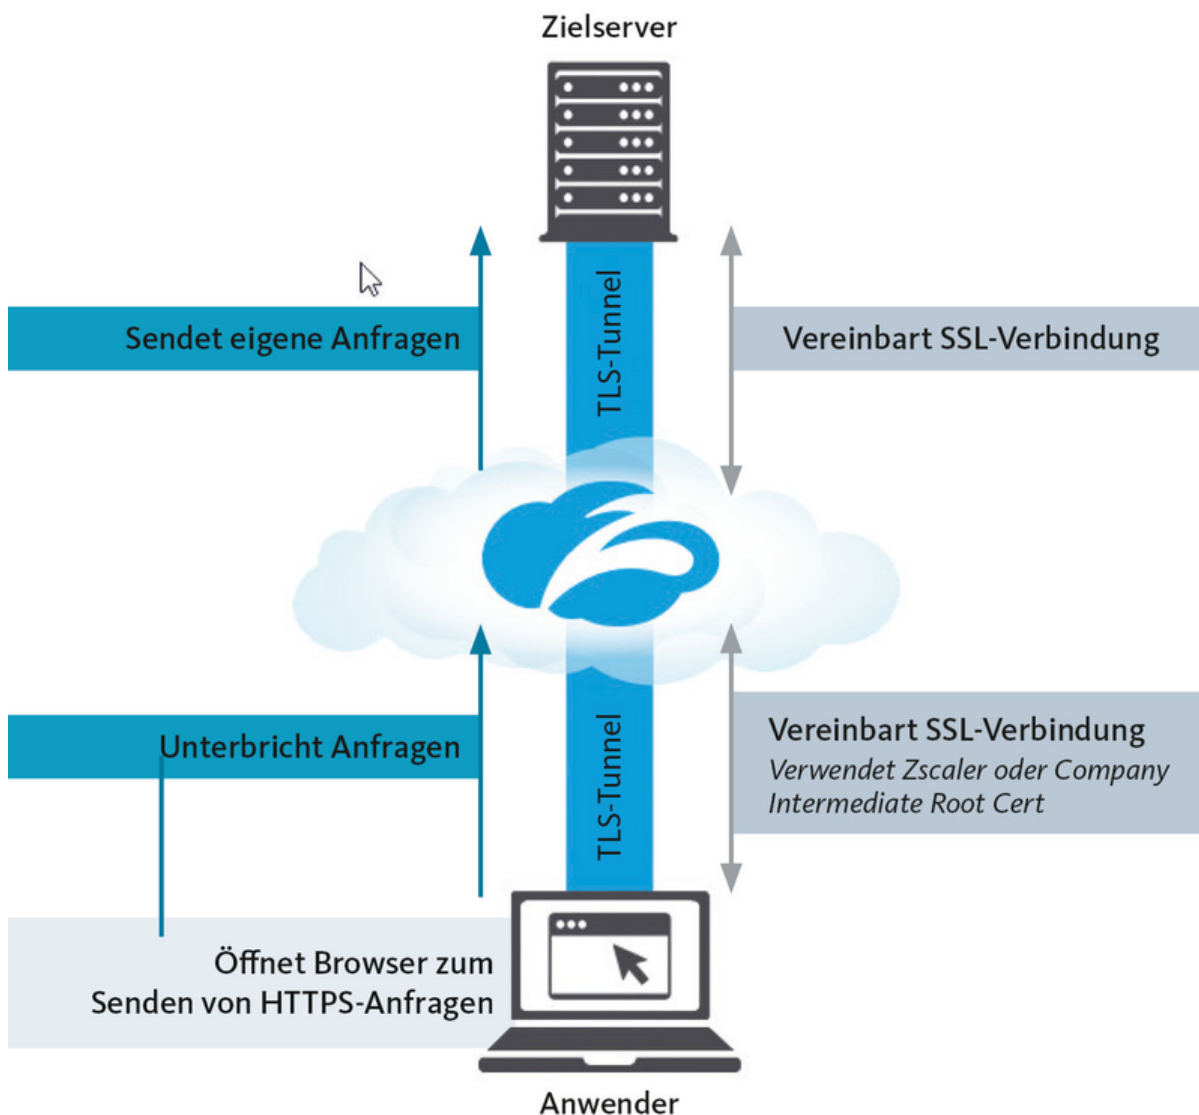 Zielserver
TLS-Tunnel
Sendet eigene Anfragen
Vereinbart SSL-Verbindung
Unterbricht Anfragen
TLS-Tunnel
Vereinbart SSL-Verbindung
Verwendet Zscaler oder Company
Intermediate Root Cert
Öffnet Browser zum
Senden von HTTPS-Anfragen
Anwender